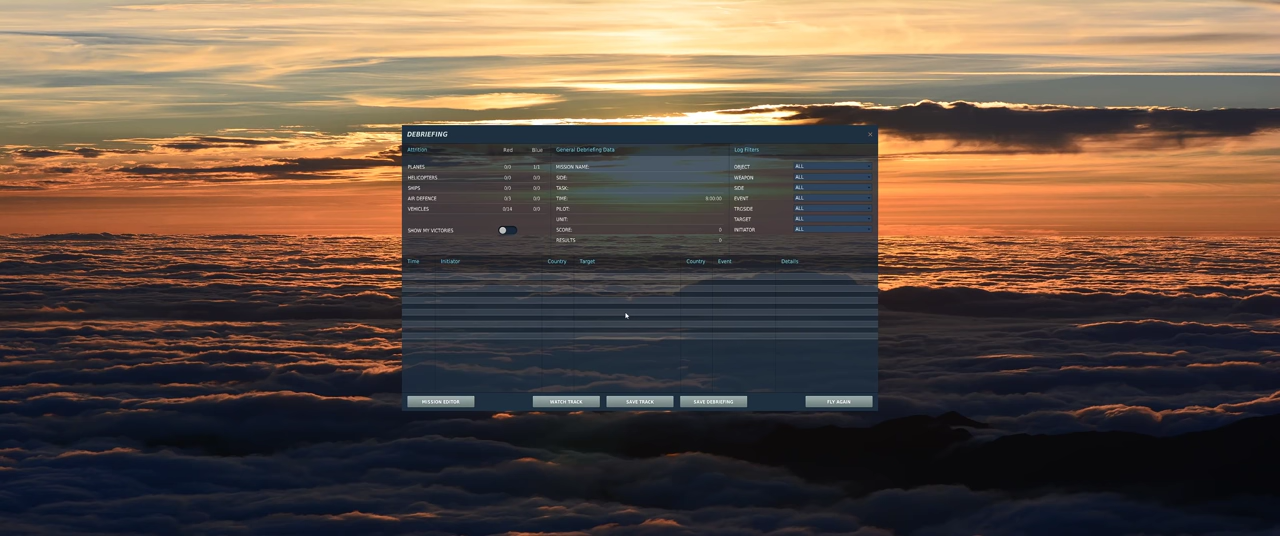 DEBRIEFING
Attrition Red Blue
PLANES 0/0 1/1
HELICOPTERS 0/0 0/0
SHIPS 0/0 0/0
AIR DEFENCE 0/3 0/0
VEHICLES 0/14 0/0
SHOW MY VICTORIES
General Debriefing Data
MISSION NAME:
SIDE:
TASK:
TIME: 0:00:00
PILOT:
UNIT:
SCORE: 0
RESULTS 0
Log Filters
OBJECT ALL
WEAPON ALL
SIDE ALL
EVENT ALL
TRGSIDE ALL
TARGET ALL
INITIATOR ALL
Time Initiator Country Target Country Event Details
MISSION EDITOR WATCH TRACK SAVE TRACK SAVE DEBRIEFING FLY AGAIN